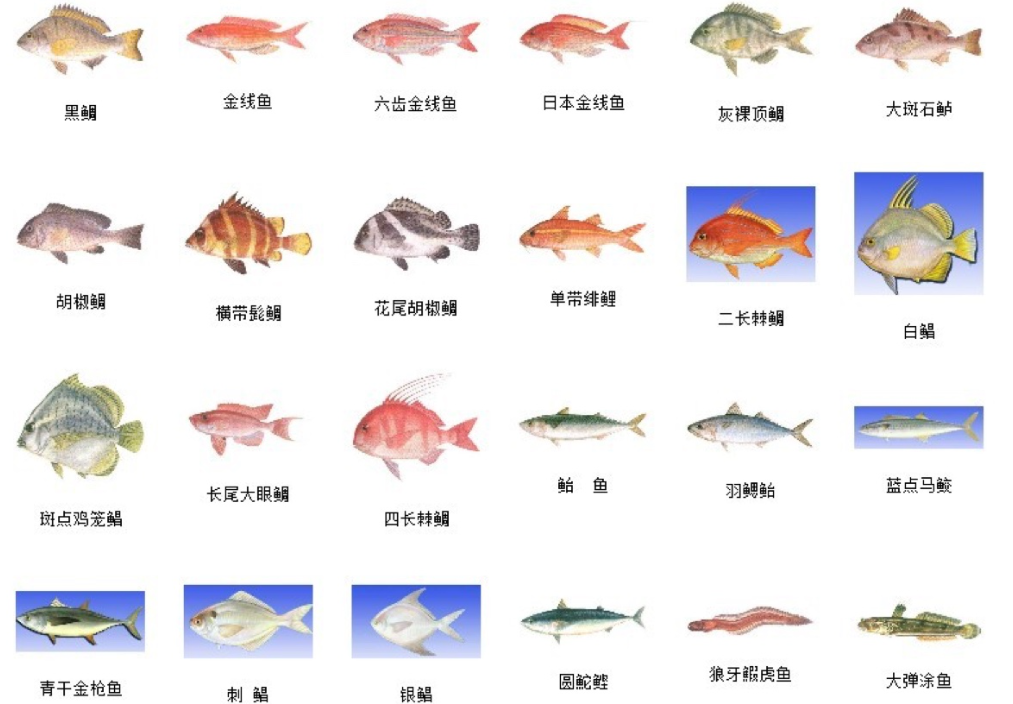 黑鲷
金线鱼
六齿金线鱼
日本金线鱼
灰裸顶鲷
大斑石鲈
胡椒鲷
横带髭鲷
花尾胡椒鲷
单带绯鲤
二长棘鲷
白鲳
斑点鸡笼鲳
长尾大眼鲷
四长棘鲷
鲐 鱼
羽鳃鲐
蓝点马鲛
青干金枪鱼
刺 鲳
银鲳
圆鮀鲣
狼牙鰕虎鱼
大弹涂鱼